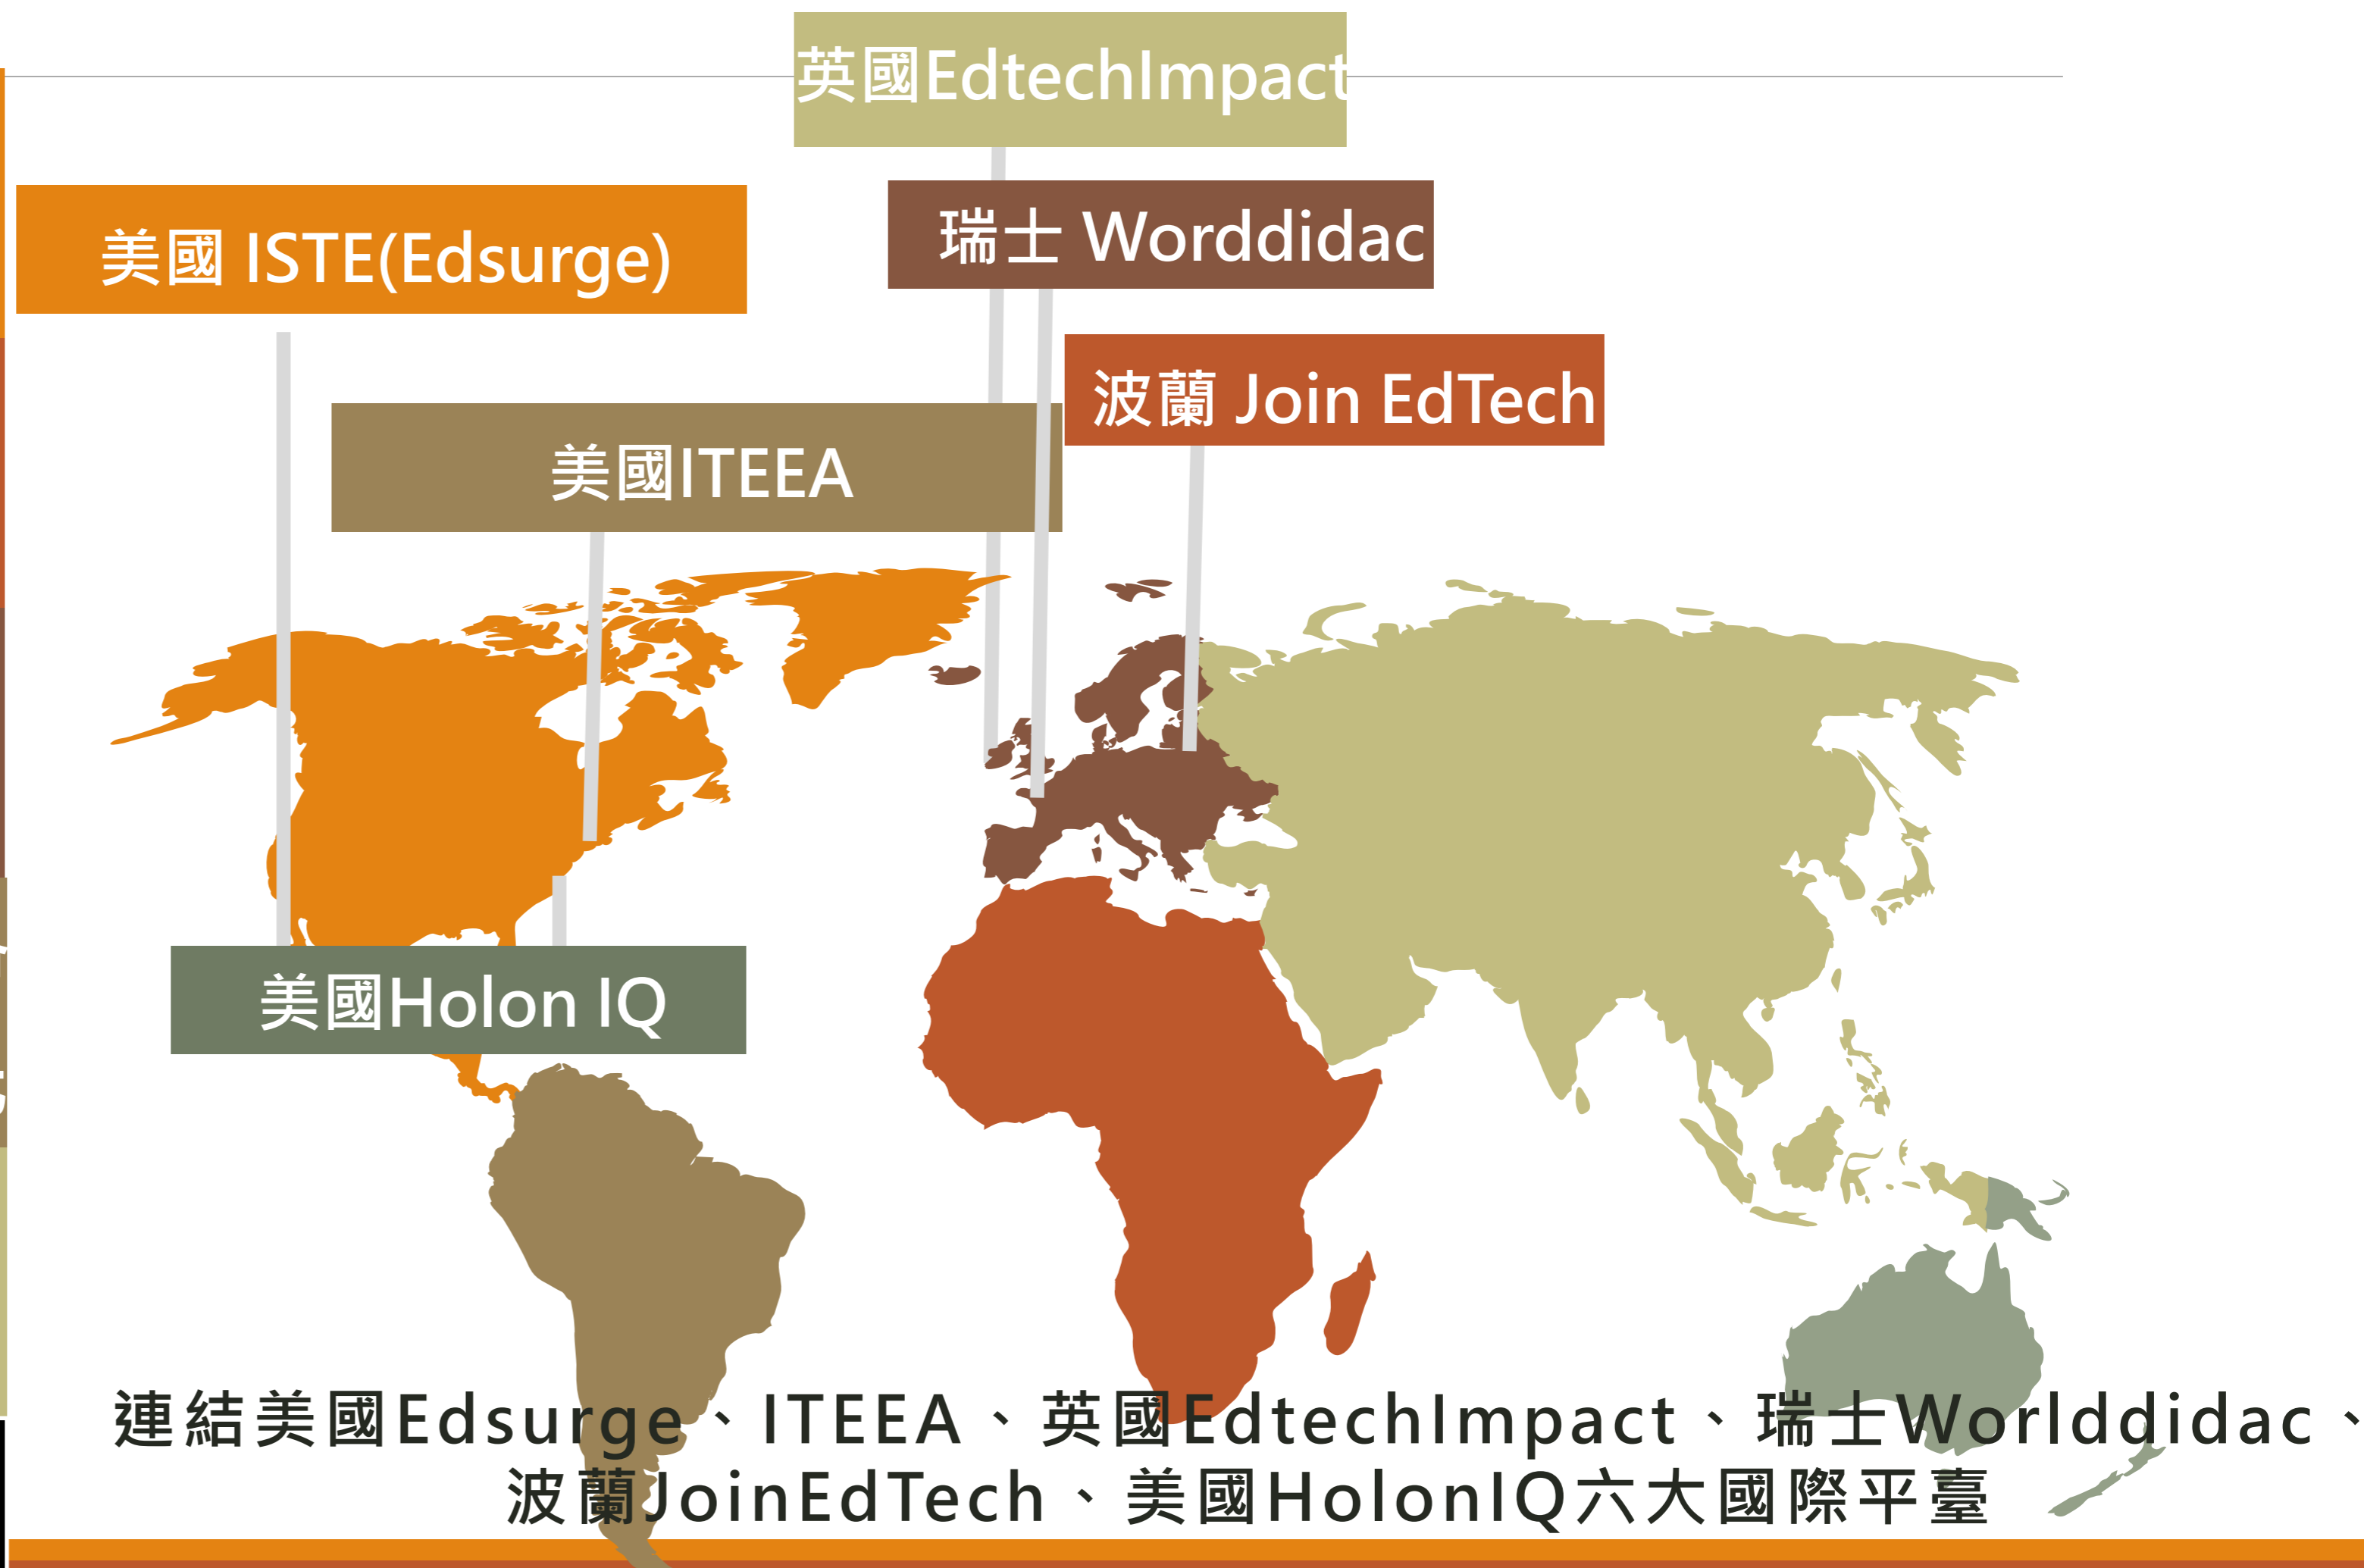 英國EdtechImpact
美國 ISTE(Edsurge)
瑞士 Worddidac
波蘭 Join EdTech
美國ITEEA
美國Holon IQ
連結美國Edsurge、ITEEA、英國EdtechImpact、瑞士Worlddidac、
波蘭JoinEdTech、美國HolonIQ六大國際平臺